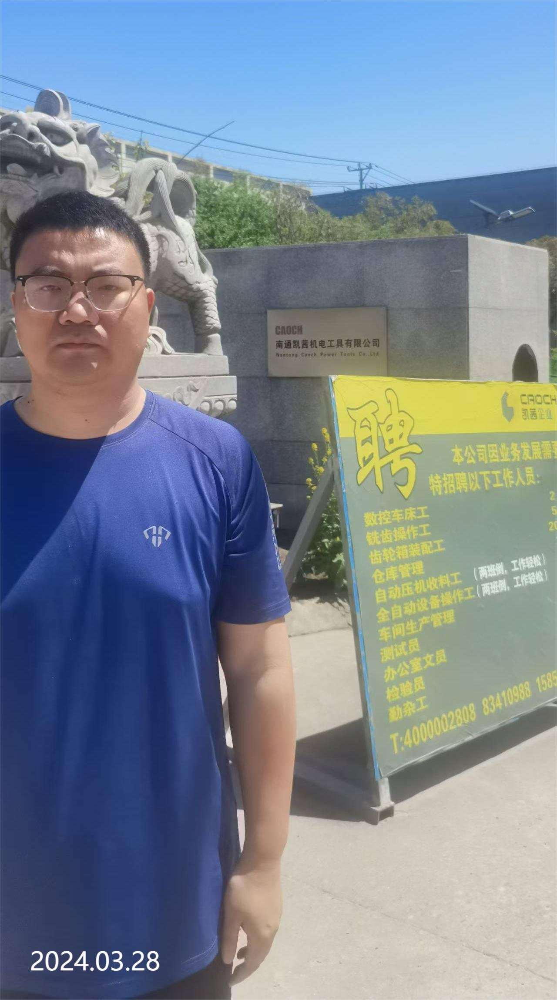 CAOCH
南通凯茜机电工具有限公司
Nantong Caoch Power Tools Co.,Ltd
CAOCH
凯茜企业
聘
本公司因业务发展需要
特招聘以下工作人员：
数控车床工 2
铣齿操作工 5
齿轮箱装配工 20
仓库管理
自动压机收料工（两班倒，工作轻松）
全自动设备操作工（两班倒，工作轻松）
车间生产管理
测试员
办公室文员
检验员
勤杂工
T:4000002808 83410988 1585
2024.03.28